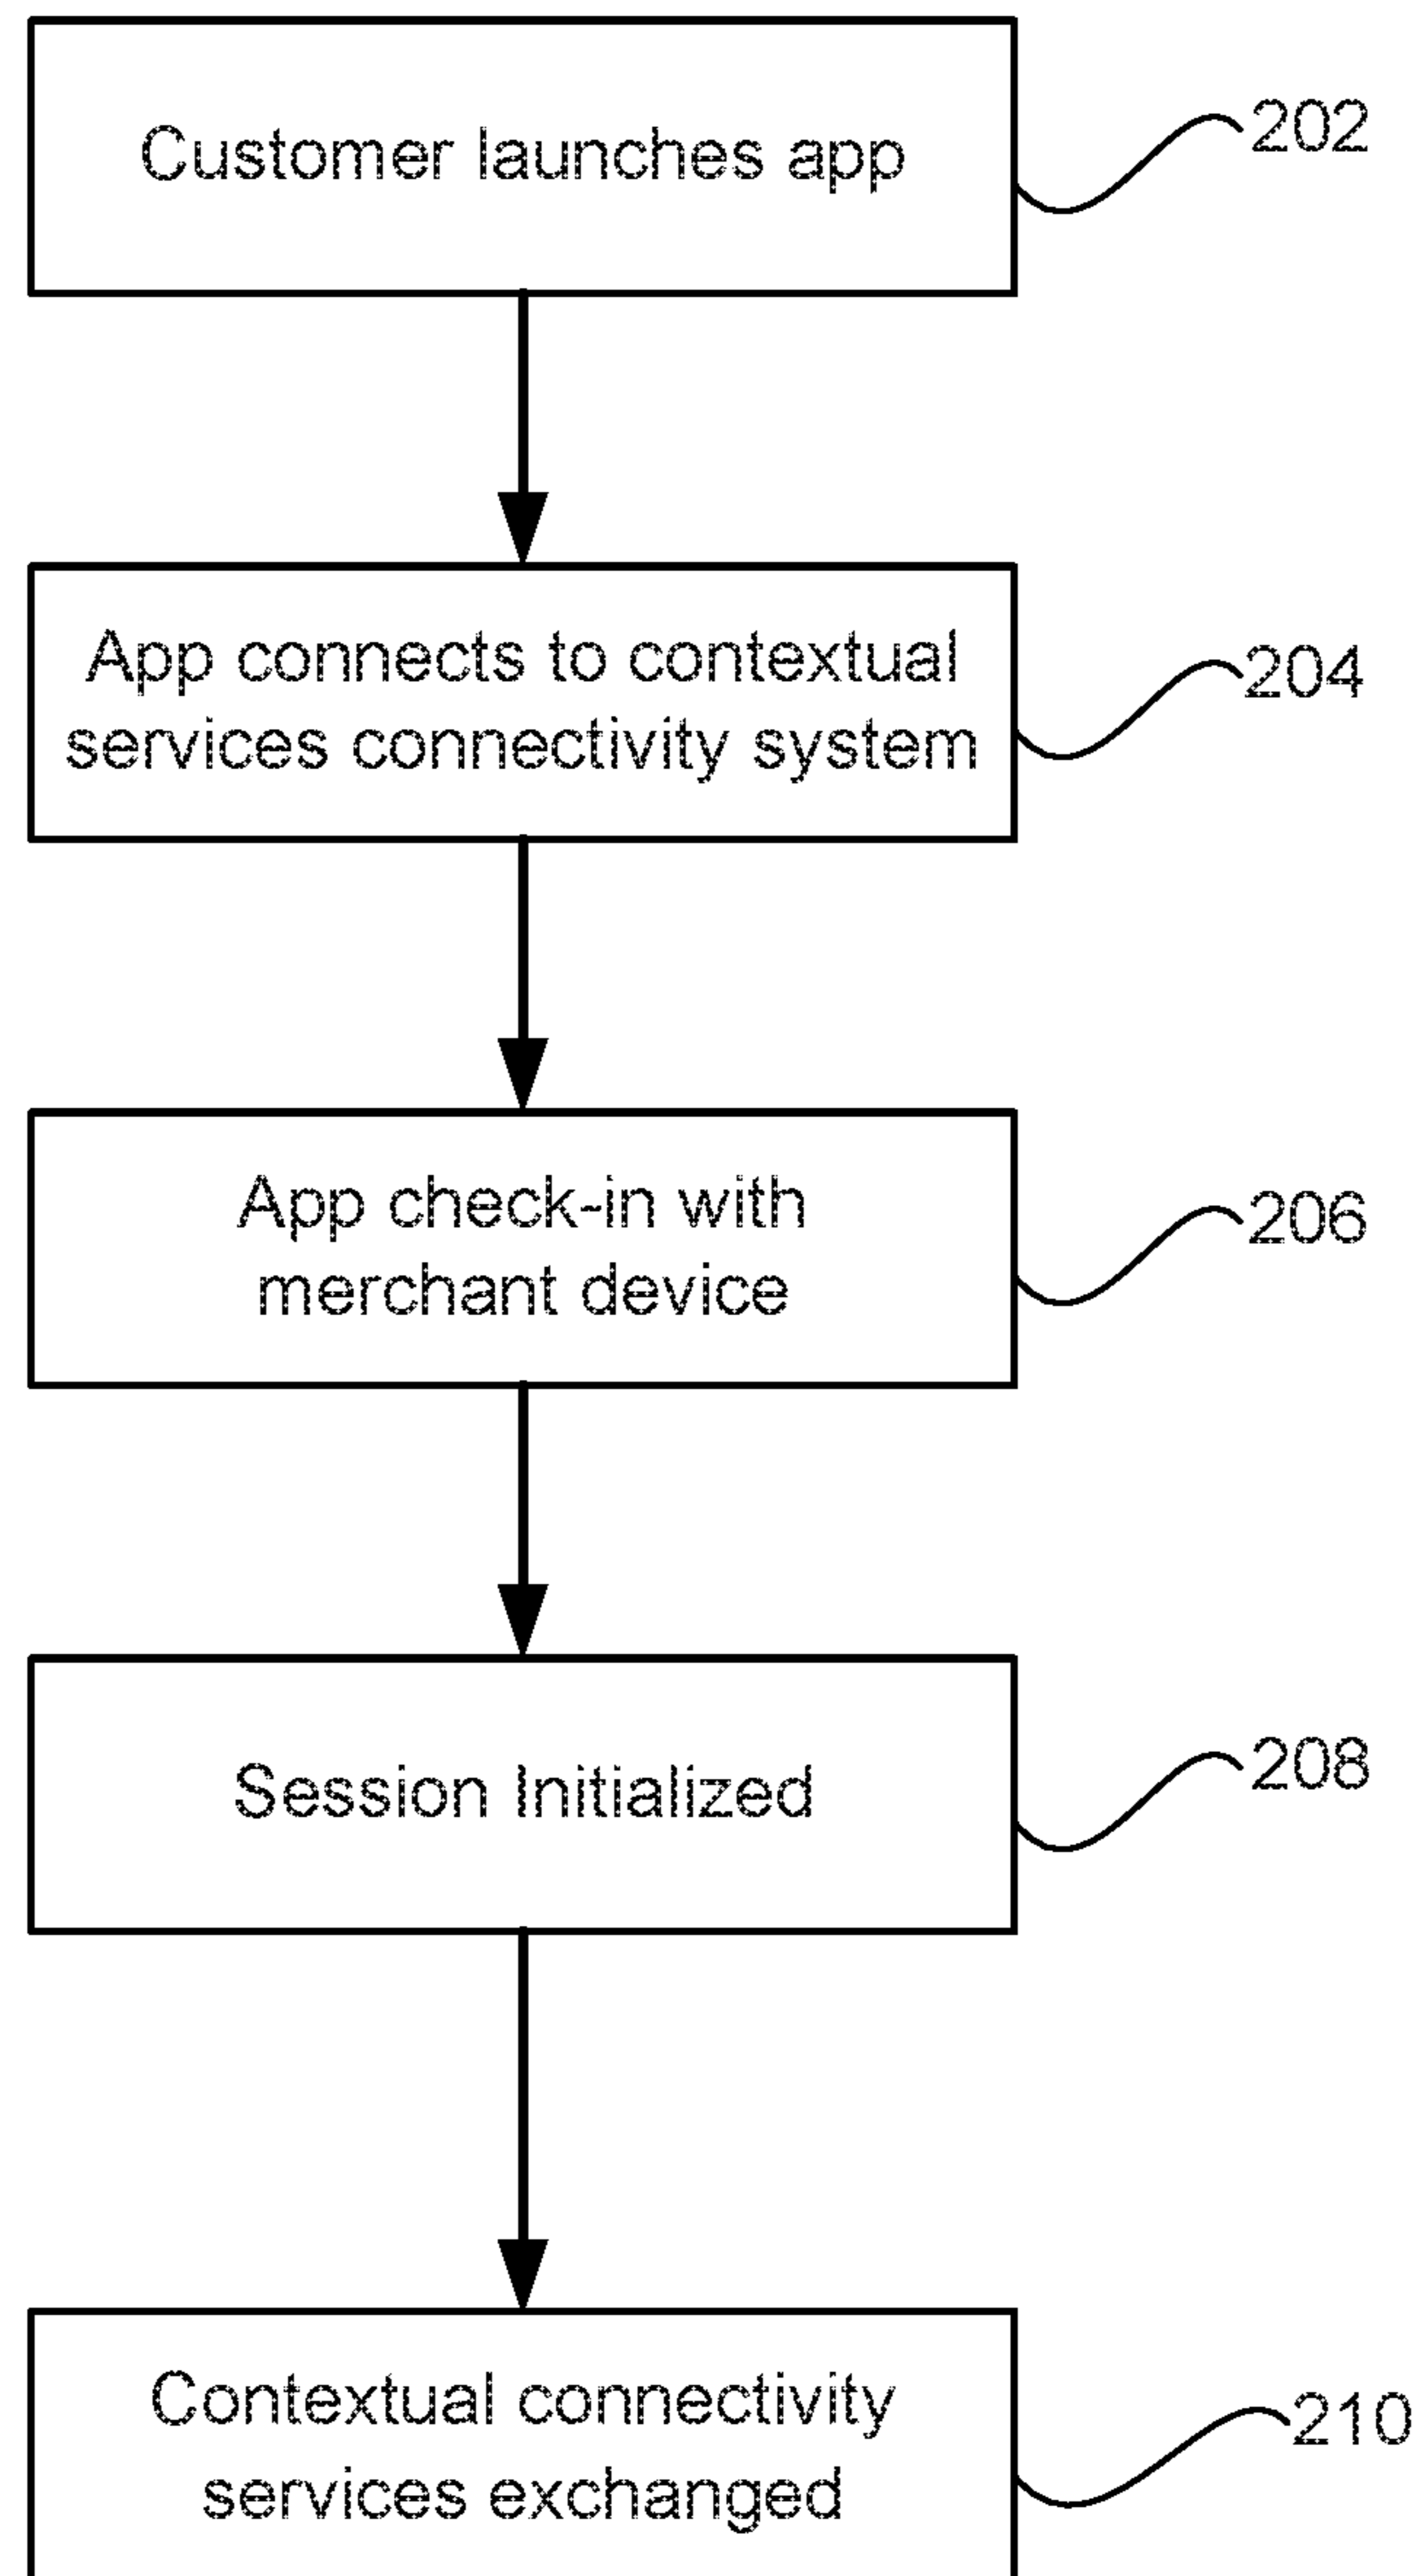 Customer launches app
202
App connects to contextual
services connectivity system
204
App check-in with
merchant device
206
Session Initialized
208
Contextual connectivity
services exchanged
210